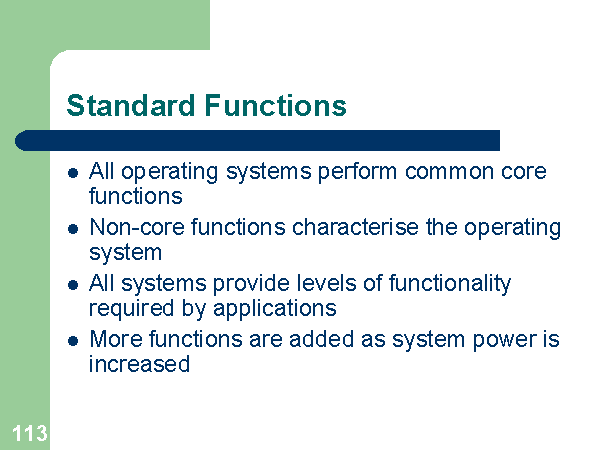 Standard Functions
All operating systems perform common core
functions
Non-core functions characterise the operating
system
All systems provide levels of functionality
required by applications
More functions are added as system power is
increased
113